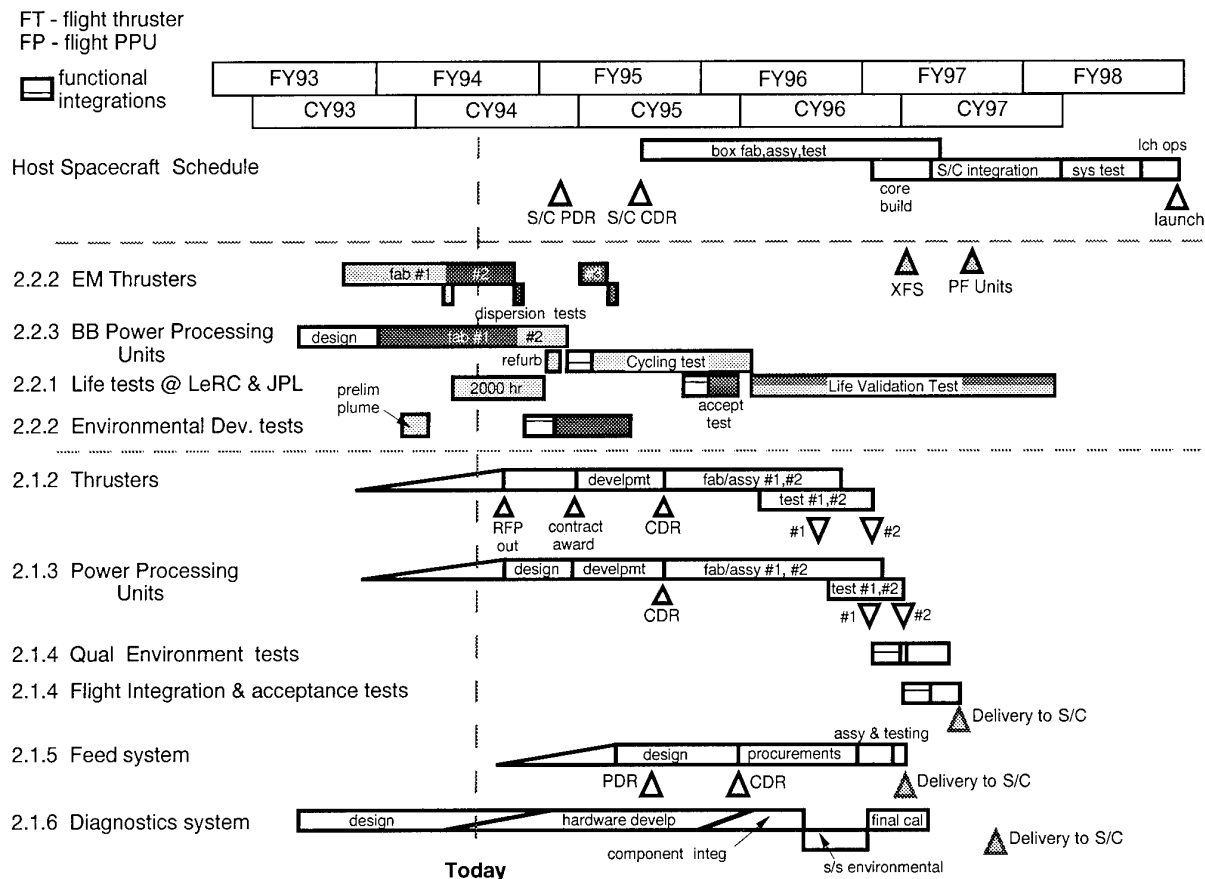 FT - flight thruster
FP - flight PPU
functional
integrations
FY93 FY94 FY95 FY96 FY97 FY98
CY93 CY94 CY95 CY96 CY97
Host Spacecraft Schedule
box fab,assy,test
lch ops
S/C integration
sys test
core
build
S/C PDR
S/C CDR
launch
2.2.2 EM Thrusters
fab #1
#2
#3
dispersion tests
XFS
PF Units
2.2.3 BB Power Processing
Units
design
fab #1
#2
refurb
Cycling test
2.2.1 Life tests @ LeRC & JPL
2000 hr
Life Validation Test
prelim
plume
accept
test
2.2.2 Environmental Dev. tests
2.1.2 Thrusters
develpmt
fab/assy #1,#2
test #1,#2
RFP
out
contract
award
CDR
#1
#2
2.1.3 Power Processing
Units
design
develpmt
fab/assy #1, #2
test #1,#2
CDR
#1
#2
2.1.4 Qual Environment tests
2.1.4 Flight Integration & acceptance tests
Delivery to S/C
assy & testing
2.1.5 Feed system
design
procurements
PDR
CDR
Delivery to S/C
2.1.6 Diagnostics system
design
hardware develp
final cal
component integ
s/s environmental
Delivery to S/C
Today